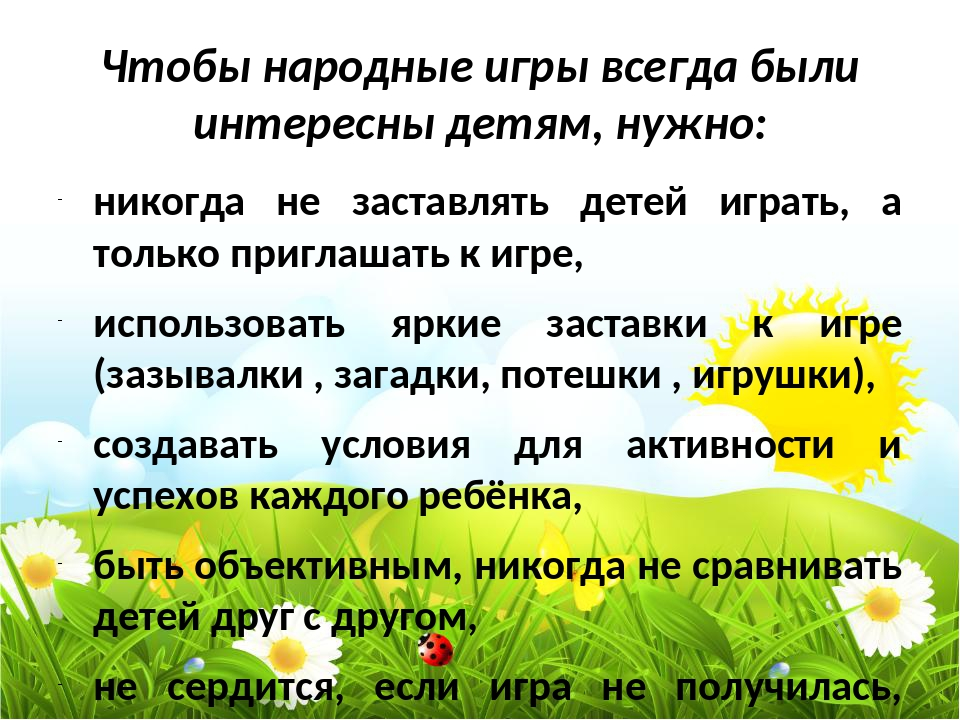 Чтобы народные игры всегда были
интересны детям, нужно:
- никогда не заставлять детей играть, а
только приглашать к игре,
- использовать яркие заставки к игре
(зазывалки , загадки, потешки , игрушки),
- создавать условия для активности и
успехов каждого ребёнка,
- быть объективным, никогда не сравнивать
детей друг с другом,
- не сердится, если игра не получилась,